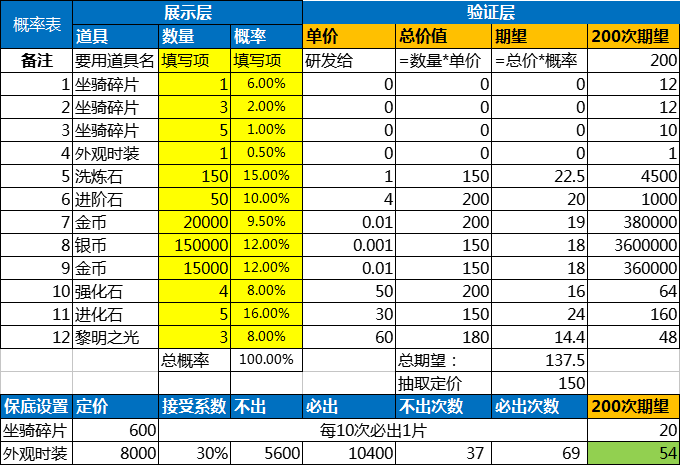 概率表 展示层 验证层
道具 数量 概率 单价 总价值 期望 200次期望
备注 要用道具名 填写项 填写项 研发给 =数量*单价 =总价*概率 200
1 坐骑碎片 1 6.00% 0 0 0 12
2 坐骑碎片 3 2.00% 0 0 0 12
3 坐骑碎片 5 1.00% 0 0 0 10
4 外观时装 1 0.50% 0 0 0 1
5 洗炼石 150 15.00% 1 150 22.5 4500
6 进阶石 50 10.00% 4 200 20 1000
7 金币 20000 9.50% 0.01 200 19 380000
8 银币 150000 12.00% 0.001 150 18 3600000
9 金币 15000 12.00% 0.01 150 18 360000
10 强化石 4 8.00% 50 200 16 64
11 进化石 5 16.00% 30 150 24 160
12 黎明之光 3 8.00% 60 180 14.4 48
总概率 100.00% 总期望： 137.5
抽取定价 150
保底设置 定价 接受系数 不出 必出 不出次数 必出次数 200次期望
坐骑碎片 600 每10次必出1片 20
外观时装 8000 30% 5600 10400 37 69 54